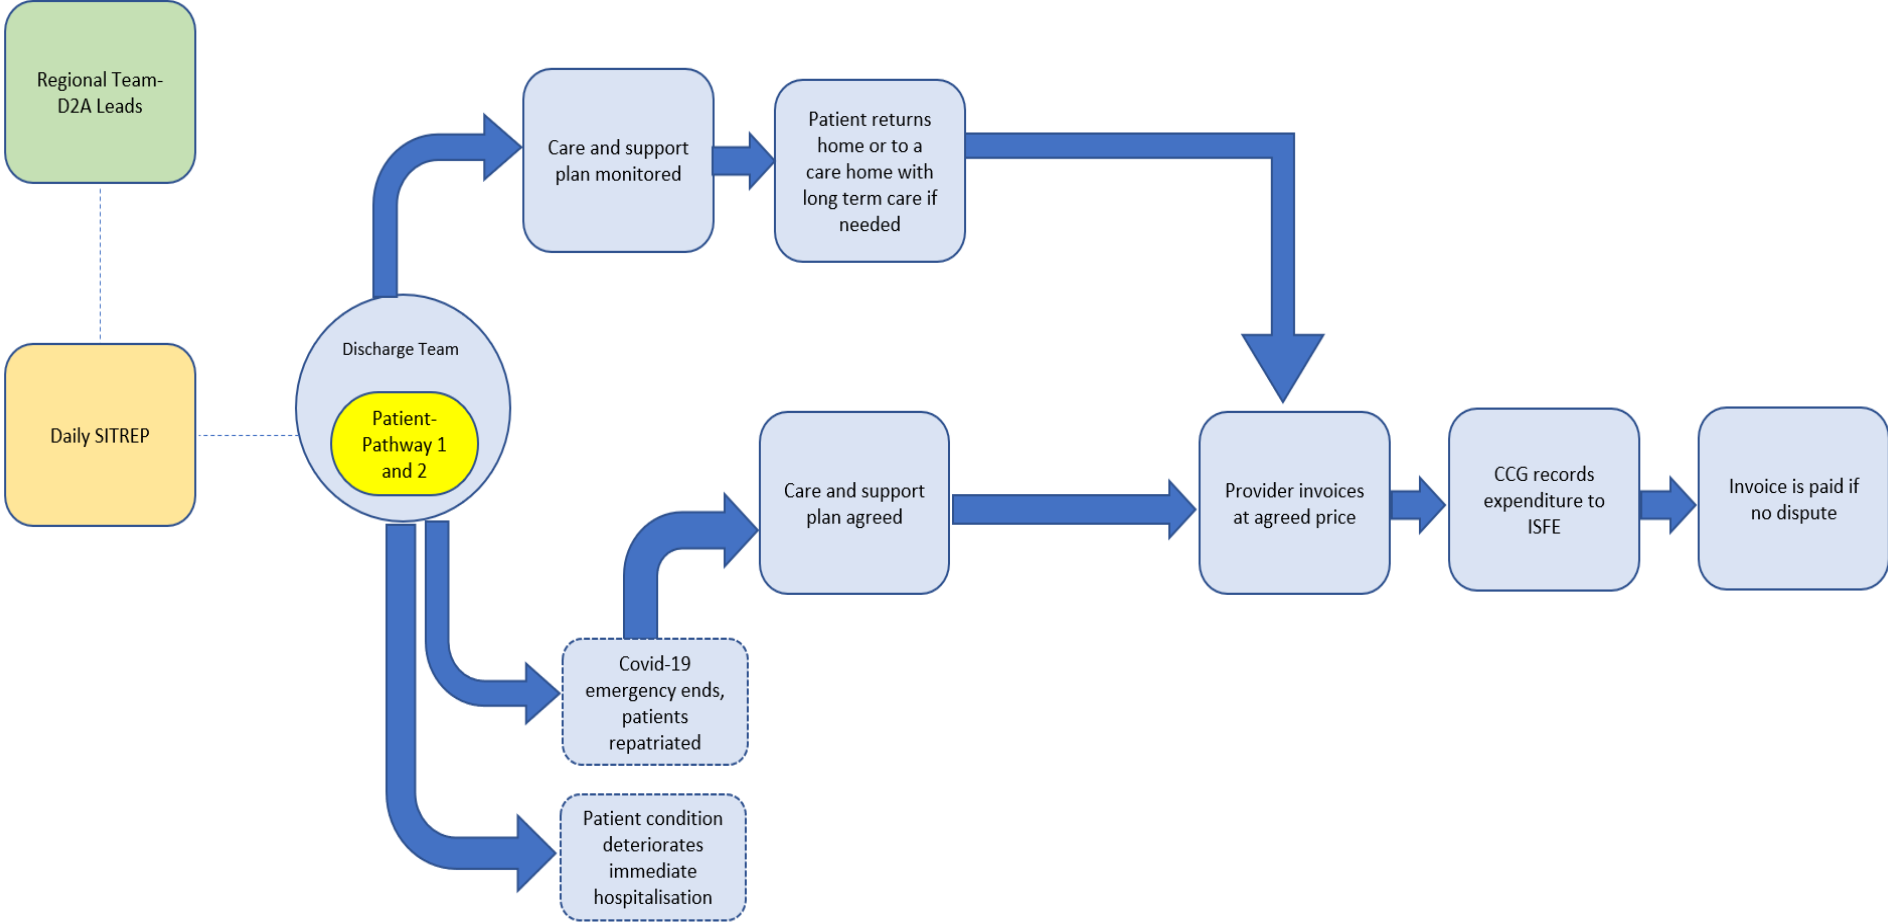 Regional Team-
D2A Leads
Care and support
plan monitored
Patient returns
home or to a
care home with
long term care if
needed
Discharge Team
Patient-
Pathway 1
and 2
Daily SITREP
Care and support
plan agreed
Provider invoices
at agreed price
CCG records
expenditure to
ISFE
Invoice is paid if
no dispute
Covid-19
emergency ends,
patients
repatriated
Patient condition
deteriorates
immediate
hospitalisation